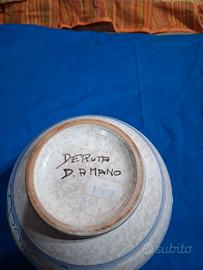 DERUTA
D. A MANO
subito